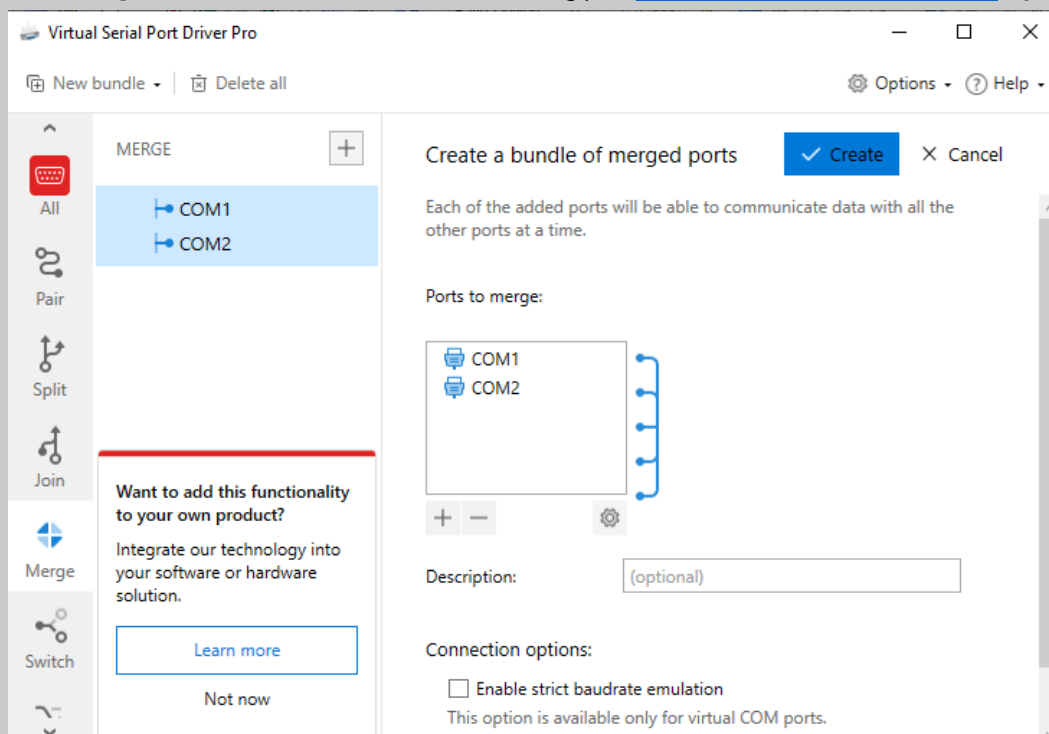 Virtual Serial Port Driver Pro
New bundle
Delete all
Options
Help
All
Pair
Split
Join
Merge
Switch
MERGE
COM1
COM2
Want to add this functionality
to your own product?
Integrate our technology into
your software or hardware
solution.
Learn more
Not now
Create a bundle of merged ports
Create
Cancel
Each of the added ports will be able to communicate data with all the
other ports at a time.
Ports to merge:
COM1
COM2
Description:
(optional)
Connection options:
Enable strict baudrate emulation
This option is available only for virtual COM ports.